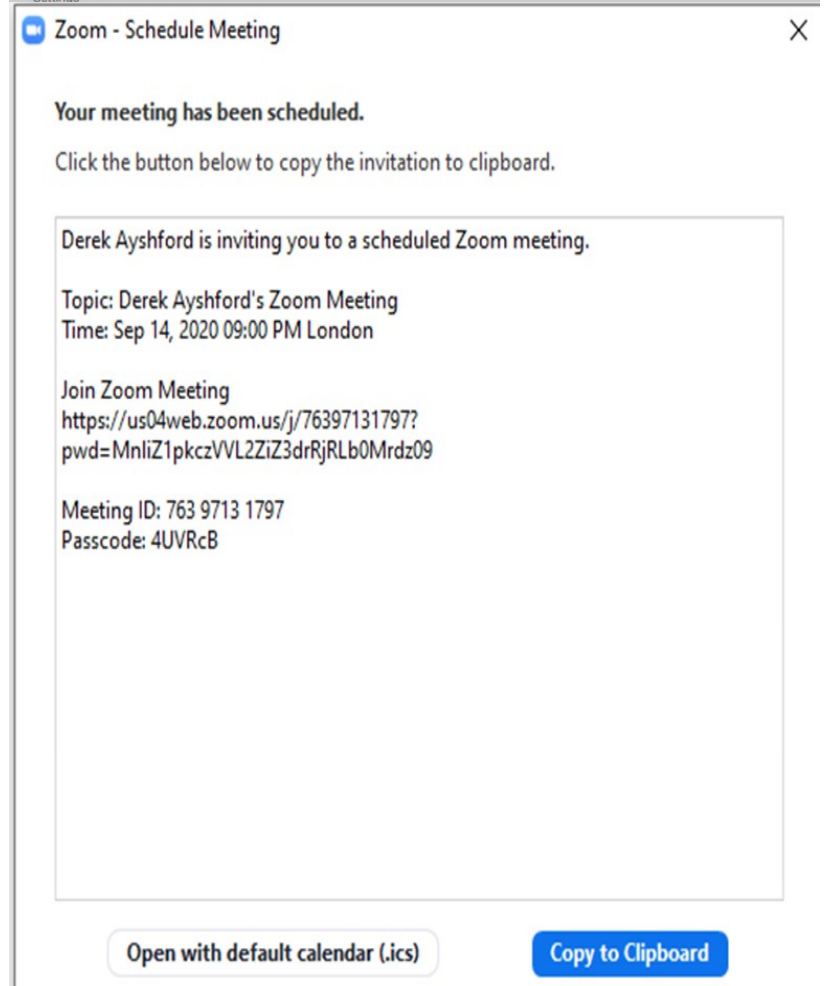 Zoom - Schedule Meeting
Your meeting has been scheduled.
Click the button below to copy the invitation to clipboard.
Derek Ayshford is inviting you to a scheduled Zoom meeting.
Topic: Derek Ayshford's Zoom Meeting
Time: Sep 14, 2020 09:00 PM London
Join Zoom Meeting
https://us04web.zoom.us/j/76397131797?
pwd=MnliZ1pkczVVL2ZiZ3drRjRLb0Mrdz09
Meeting ID: 763 9713 1797
Passcode: 4UVRcB
Open with default calendar (.ics)
Copy to Clipboard